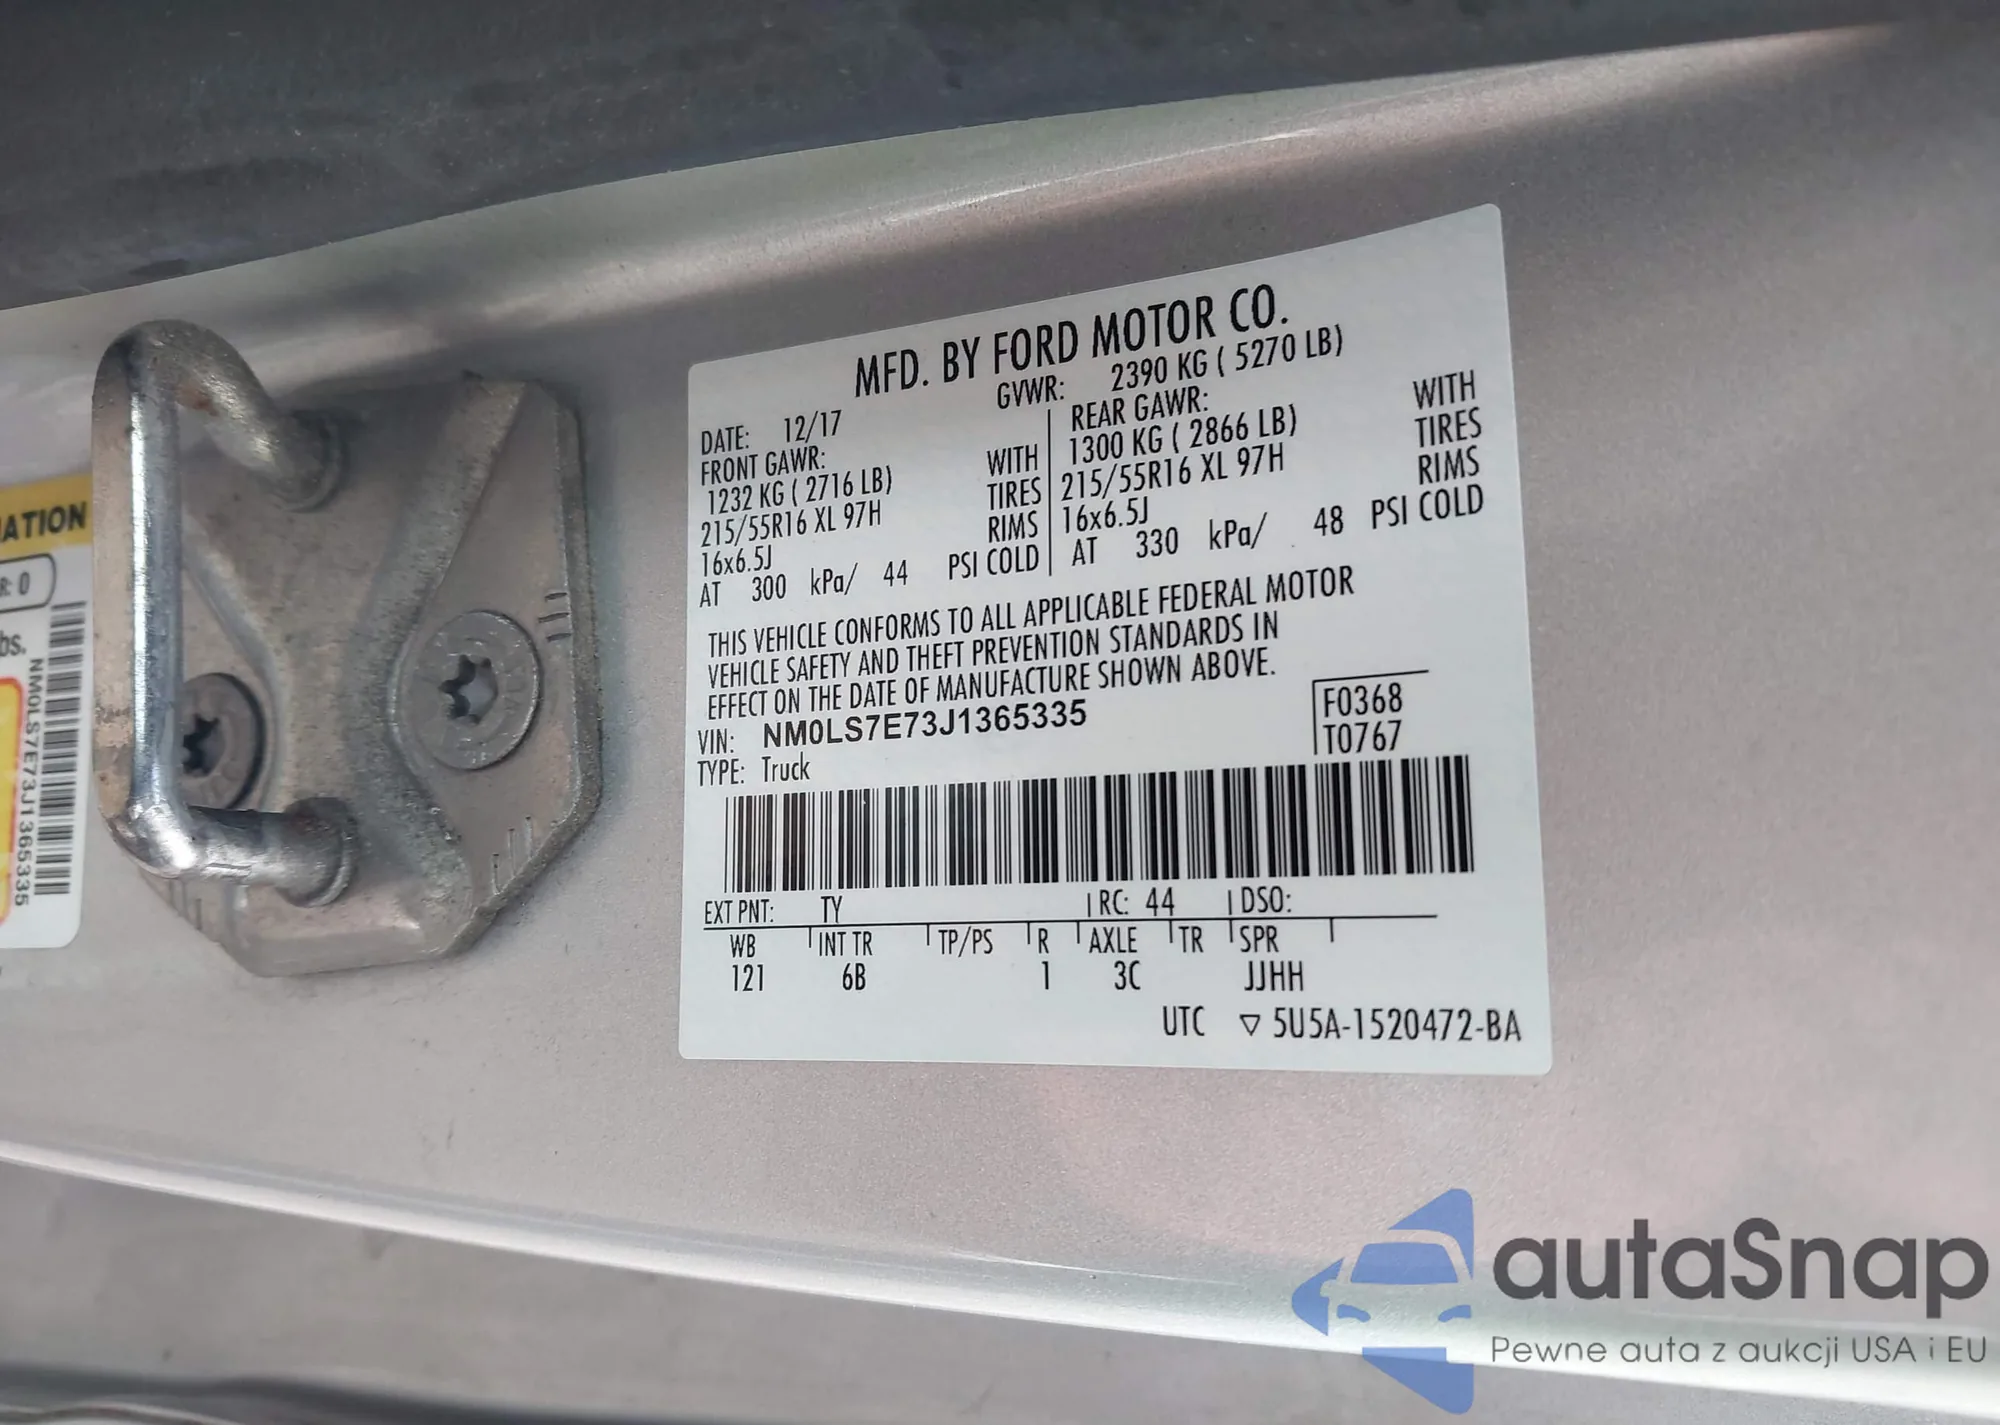 MFD. BY FORD MOTOR CO.
DATE: 12/17 GVWR: 2390 KG ( 5270 LB)
FRONT GAWR: REAR GAWR:
1232 KG ( 2716 LB) WITH 1300 KG ( 2866 LB) WITH
215/55R16 XL 97H TIRES 215/55R16 XL 97H TIRES
16x6.5J RIMS 16x6.5J RIMS
AT 300 kPa/ 44 PSI COLD AT 330 kPa/ 48 PSI COLD
THIS VEHICLE CONFORMS TO ALL APPLICABLE FEDERAL MOTOR
VEHICLE SAFETY AND THEFT PREVENTION STANDARDS IN
EFFECT ON THE DATE OF MANUFACTURE SHOWN ABOVE.
VIN: NM0LS7E73J1365335 F0368
TYPE: Truck T0767
EXT PNT: TY RC: 44 DSO:
WB INT TR TP/PS R AXLE TR SPR
121 6B 1 3C JJHH
UTC ▽ 5U5A-1520472-BA
ATION
R: 0
bs.
NM0LS7E73J1365335
autaSnap
Pewne auta z aukcji USA i EU